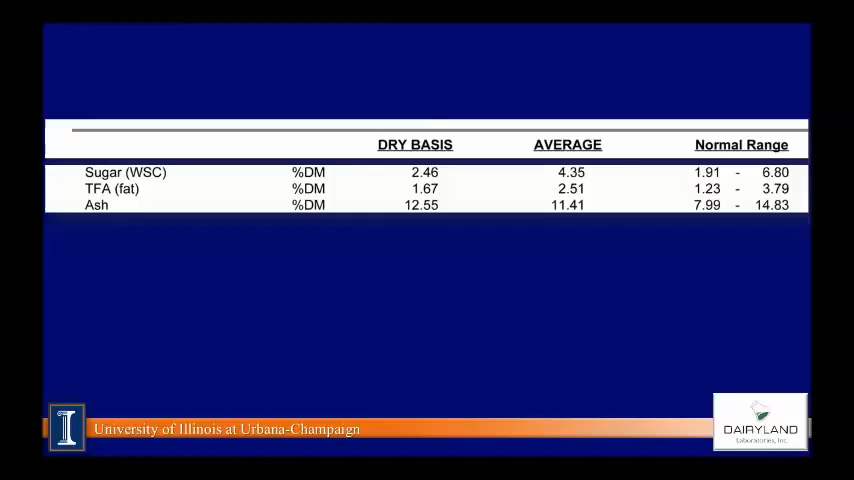 DRY BASIS AVERAGE Normal Range
Sugar (WSC) %DM 2.46 4.35 1.91 - 6.80
TFA (fat) %DM 1.67 2.51 1.23 - 3.79
Ash %DM 12.55 11.41 7.99 - 14.83
I University of Illinois at Urbana-Champaign
DAIRYLAND
Laboratories, Inc.